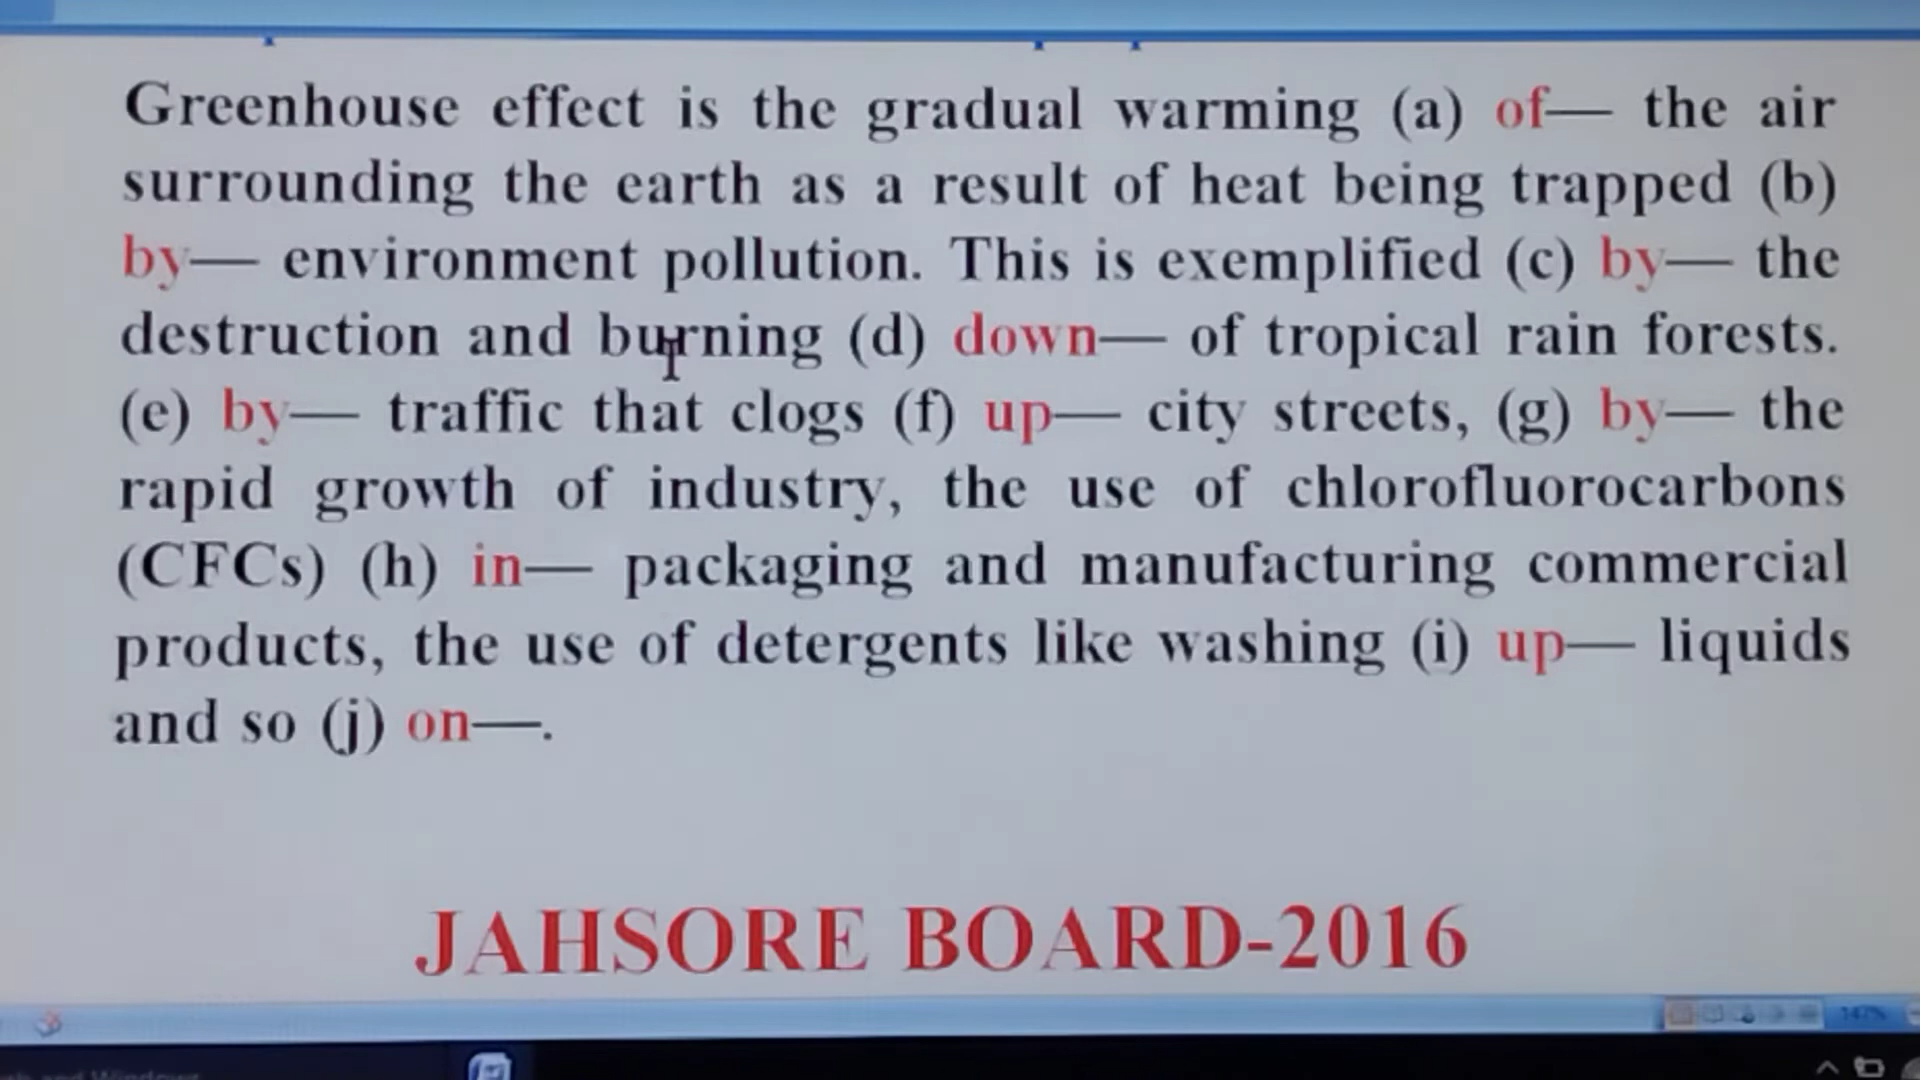 Greenhouse effect is the gradual warming (a) of— the air
surrounding the earth as a result of heat being trapped (b)
by— environment pollution. This is exemplified (c) by— the
destruction and burning (d) down— of tropical rain forests.
(e) by— traffic that clogs (f) up— city streets, (g) by— the
rapid growth of industry, the use of chlorofluorocarbons
(CFCs) (h) in— packaging and manufacturing commercial
products, the use of detergents like washing (i) up— liquids
and so (j) on—.
JAHSORE BOARD-2016
147%
and Windows